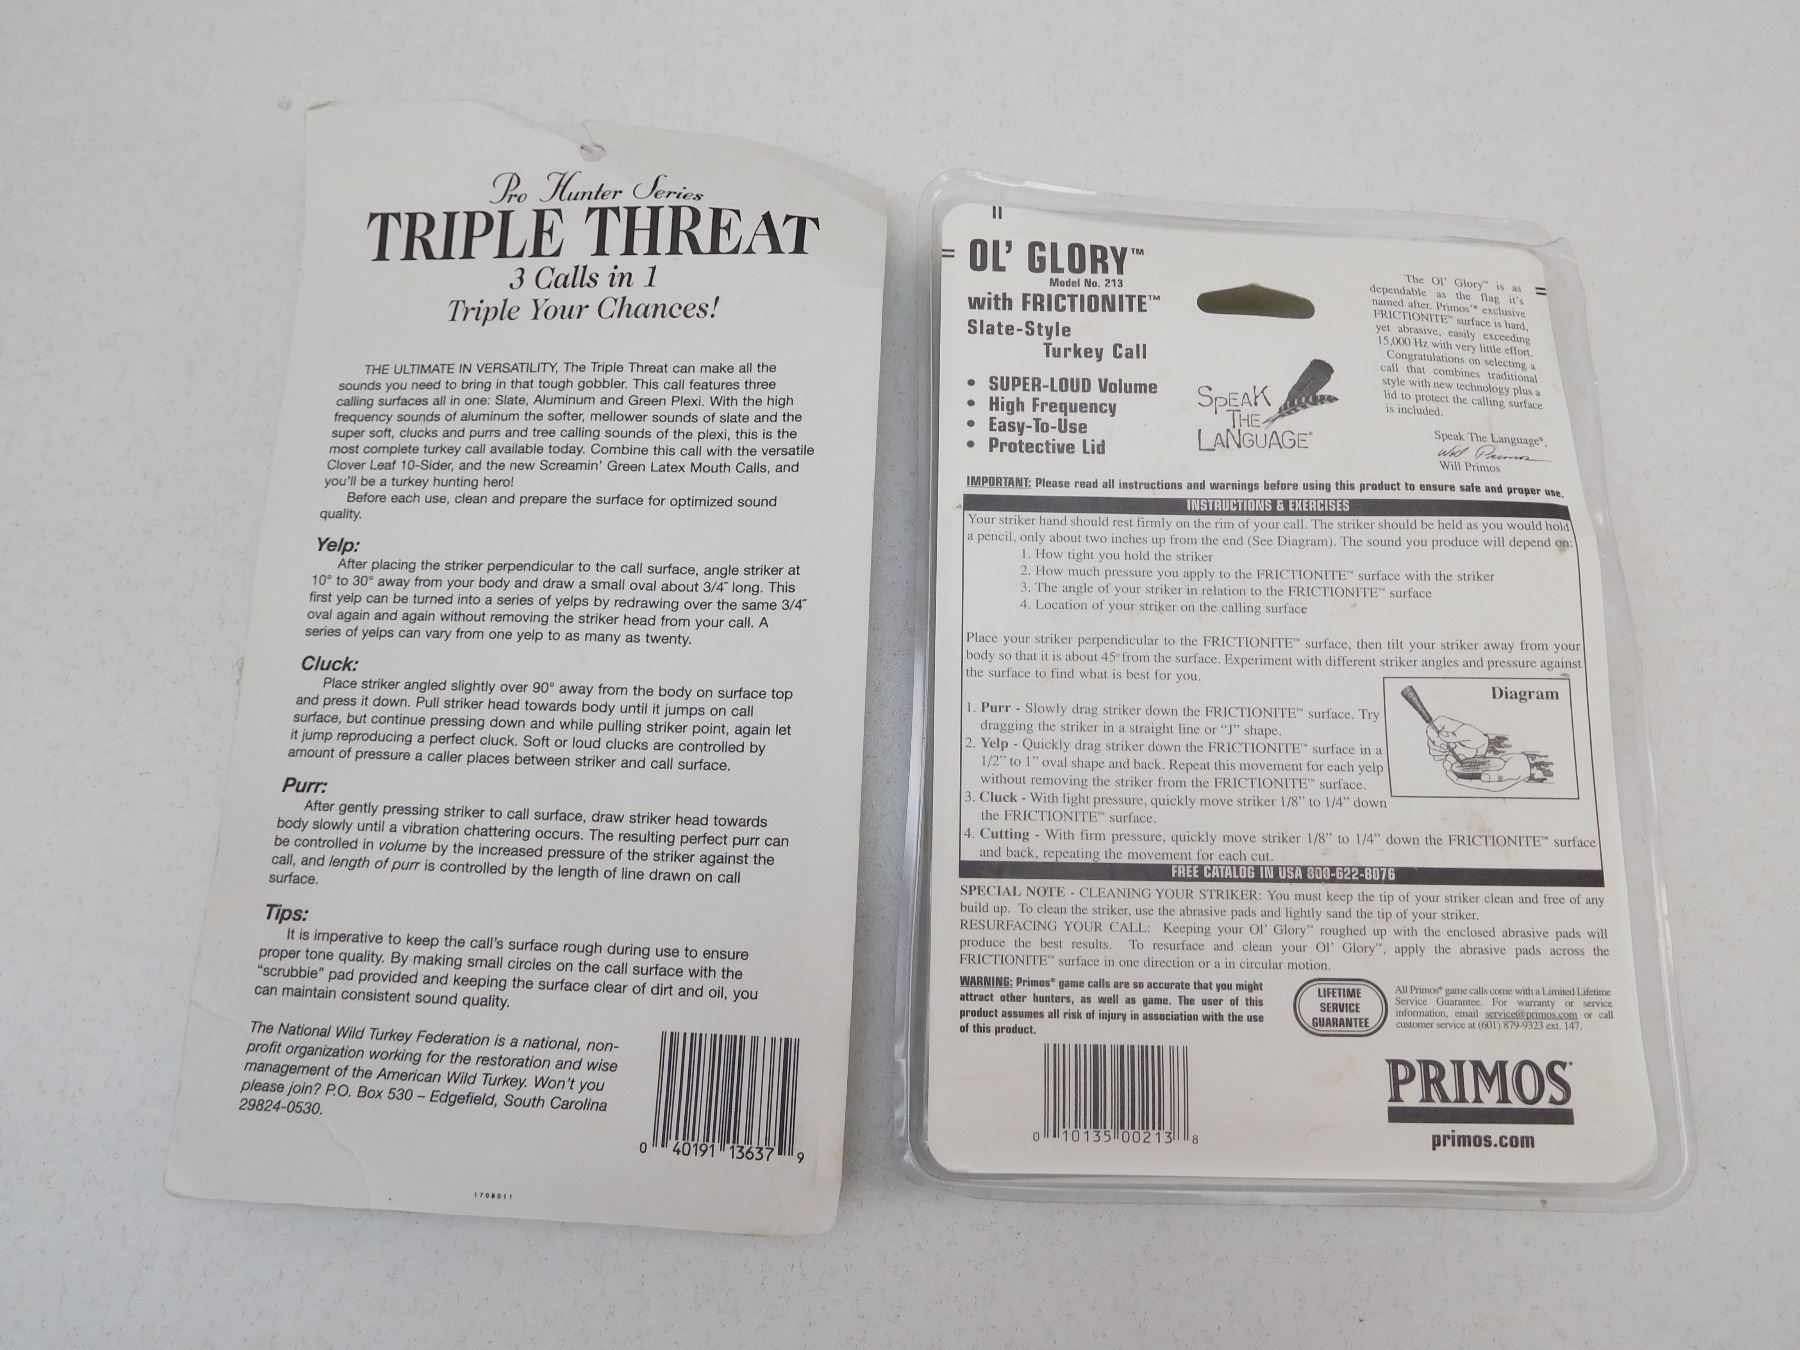 Pro Hunter Series
TRIPLE THREAT
3 Calls in 1
Triple Your Chances!
THE ULTIMATE IN VERSATILITY, The Triple Threat can make all the
sounds you need to bring in that tough gobbler. This call features three
calling surfaces all in one: Slate, Aluminum and Green Plexi. With the high
frequency sounds of aluminum the softer, mellower sounds of slate and the
super soft, clucks and purrs and tree calling sounds of the plexi, this is the
most complete turkey call available today. Combine this call with the versatile
Clover Leaf 10-Sider, and the new Screamin' Green Latex Mouth Calls, and
you'll be a turkey hunting hero!
Before each use, clean and prepare the surface for optimized sound
quality.
Yelp:
After placing the striker perpendicular to the call surface, angle striker at
10° to 30° away from your body and draw a small oval about 3/4" long. This
first yelp can be turned into a series of yelps by redrawing over the same 3/4"
oval again and again without removing the striker head from your call. A
series of yelps can vary from one yelp to as many as twenty.
Cluck:
Place striker angled slightly over 90° away from the body on surface top
and press it down. Pull striker head towards body until it jumps on call
surface, but continue pressing down and while pulling striker point, again let
it jump reproducing a perfect cluck. Soft or loud clucks are controlled by
amount of pressure a caller places between striker and call surface.
Purr:
After gently pressing striker to call surface, draw striker head towards
body slowly until a vibration chattering occurs. The resulting perfect purr can
be controlled in volume by the increased pressure of the striker against the
call, and length of purr is controlled by the length of line drawn on call
surface.
Tips:
It is imperative to keep the call's surface rough during use to ensure
proper tone quality. By making small circles on the call surface with the
"scrubbie" pad provided and keeping the surface clear of dirt and oil, you
can maintain consistent sound quality.
The National Wild Turkey Federation is a national, non-
profit organization working for the restoration and wise
management of the American Wild Turkey. Won't you
please join? P.O. Box 530 – Edgefield, South Carolina
29824-0530.
0 40191 13637 9
1708011
OL' GLORY™
Model No. 213
with FRICTIONITE™
Slate-Style
Turkey Call
• SUPER-LOUD Volume
• High Frequency
• Easy-To-Use
• Protective Lid
SPEAK
THE
LANGUAGE®
The Ol' Glory™ is as
dependable as the flag it's
named after. Primos'® exclusive
FRICTIONITE™ surface is hard,
yet abrasive, easily exceeding
15,000 Hz with very little effort.
Congratulations on selecting a
call that combines traditional
style with new technology plus a
lid to protect the calling surface
is included.
Speak The Language®,
Will Primos
Will Primos
IMPORTANT: Please read all instructions and warnings before using this product to ensure safe and proper use.
INSTRUCTIONS & EXERCISES
Your striker hand should rest firmly on the rim of your call. The striker should be held as you would hold
a pencil, only about two inches up from the end (See Diagram). The sound you produce will depend on:
1. How tight you hold the striker
2. How much pressure you apply to the FRICTIONITE™ surface with the striker
3. The angle of your striker in relation to the FRICTIONITE™ surface
4. Location of your striker on the calling surface
Place your striker perpendicular to the FRICTIONITE™ surface, then tilt your striker away from your
body so that it is about 45° from the surface. Experiment with different striker angles and pressure against
the surface to find what is best for you.
Diagram
1. Purr - Slowly drag striker down the FRICTIONITE™ surface. Try
dragging the striker in a straight line or "J" shape.
2. Yelp - Quickly drag striker down the FRICTIONITE™ surface in a
1/2" to 1" oval shape and back. Repeat this movement for each yelp
without removing the striker from the FRICTIONITE™ surface.
3. Cluck - With light pressure, quickly move striker 1/8" to 1/4" down
the FRICTIONITE™ surface.
4. Cutting - With firm pressure, quickly move striker 1/8" to 1/4" down the FRICTIONITE™ surface
and back, repeating the movement for each cut.
FREE CATALOG IN USA 800-622-8076
SPECIAL NOTE - CLEANING YOUR STRIKER: You must keep the tip of your striker clean and free of any
build up. To clean the striker, use the abrasive pads and lightly sand the tip of your striker.
RESURFACING YOUR CALL: Keeping your Ol' Glory™ roughed up with the enclosed abrasive pads will
produce the best results. To resurface and clean your Ol' Glory™, apply the abrasive pads across the
FRICTIONITE™ surface in one direction or a in circular motion.
WARNING: Primos® game calls are so accurate that you might
attract other hunters, as well as game. The user of this
product assumes all risk of injury in association with the use
of this product.
LIFETIME
SERVICE
GUARANTEE
All Primos® game calls come with a Limited Lifetime
Service Guarantee. For warranty or service
information, email service@primos.com or call
customer service at (601) 879-9323 ext. 147.
0 10135 00213 8
PRIMOS®
primos.com